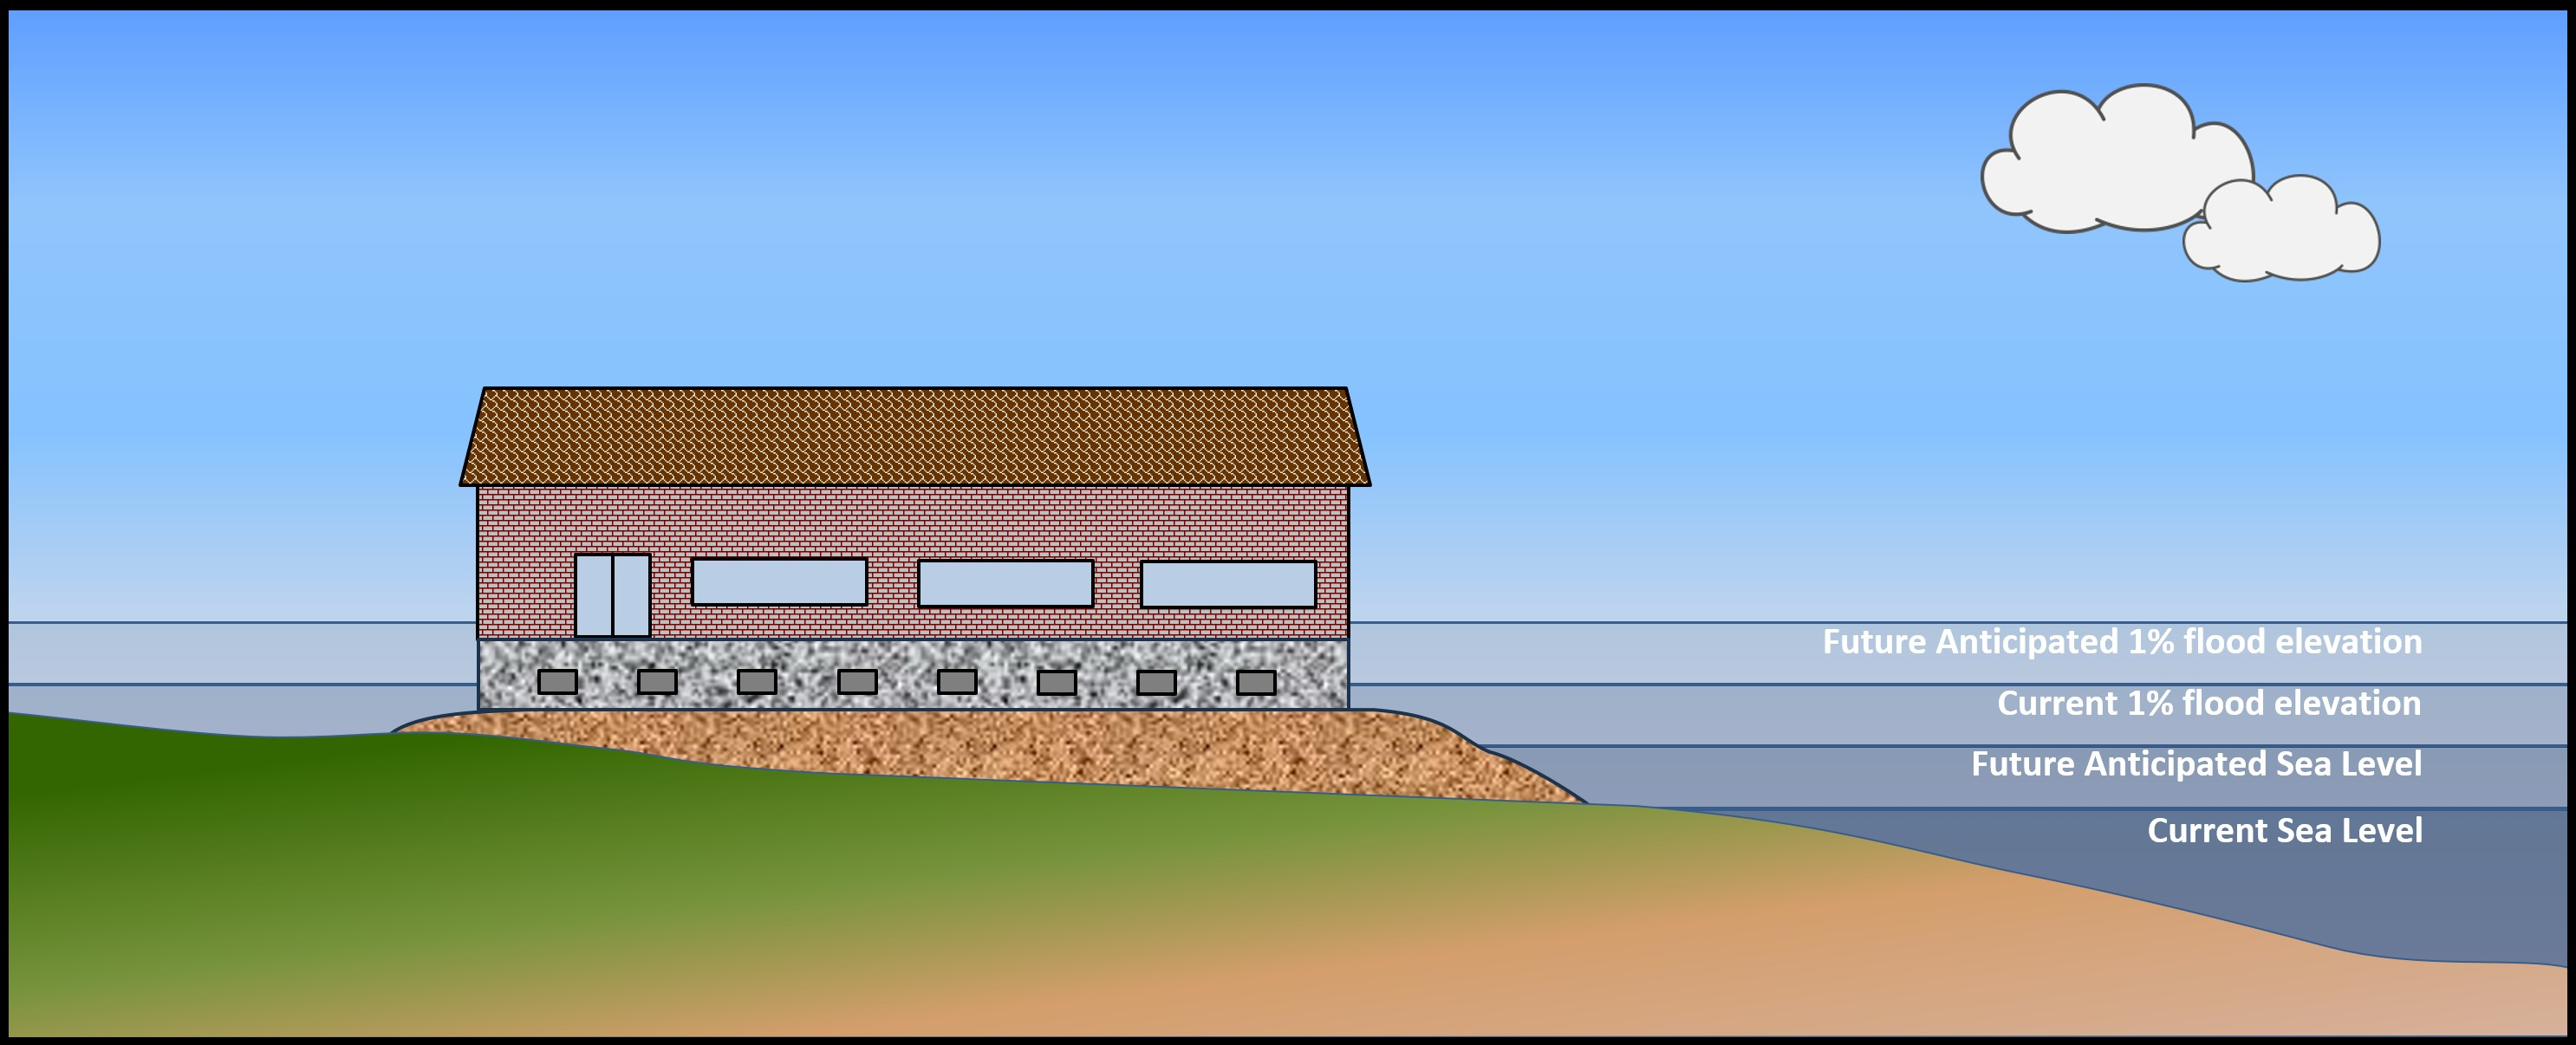 Future Anticipated 1% flood elevation
Current 1% flood elevation
Future Anticipated Sea Level
Current Sea Level